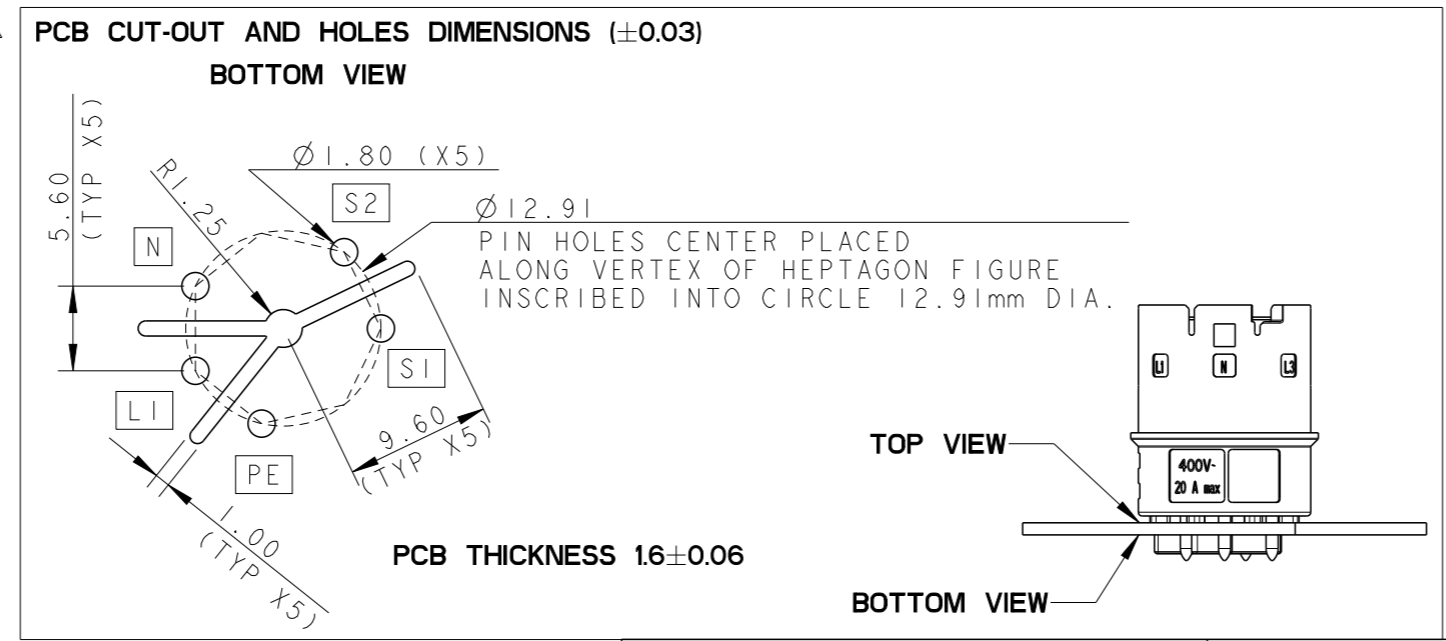 PCB CUT-OUT AND HOLES DIMENSIONS (±0.03)
BOTTOM VIEW
5.60
(TYP X5)
R1.25
Ø1.80 (X5)
S2
N
Ø12.91
PIN HOLES CENTER PLACED
ALONG VERTEX OF HEPTAGON FIGURE
INSCRIBED INTO CIRCLE 12.91mm DIA.
S1
L1
PE
9.60
(TYP X5)
1.00
(TYP X5)
PCB THICKNESS 1.6±0.06
L1
N
L3
TOP VIEW
400V~
20 A max
BOTTOM VIEW